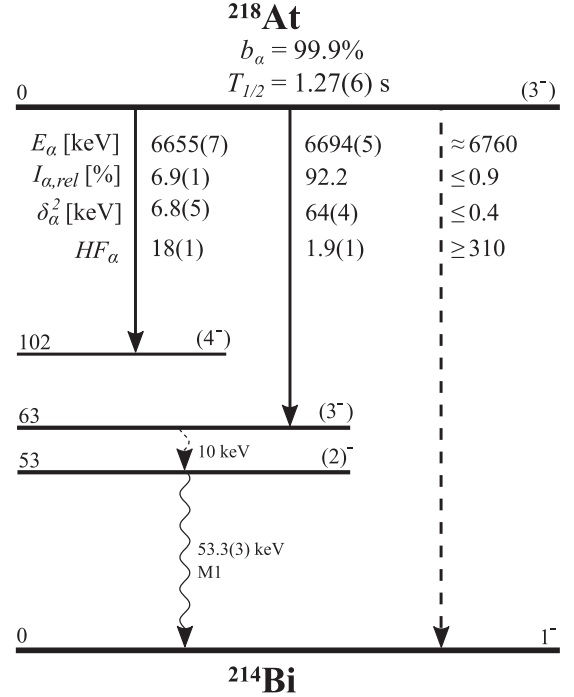 ²¹⁸At
bα = 99.9%
T1/2 = 1.27(6) s
0 (3⁻)
Eα [keV] 6655(7) 6694(5) ≈6760
Iα,rel [%] 6.9(1) 92.2 ≤0.9
δ²α [keV] 6.8(5) 64(4) ≤0.4
HFα 18(1) 1.9(1) ≥310
102 (4⁻)
63 (3⁻)
10 keV
53 (2)⁻
53.3(3) keV
M1
0 1⁻
²¹⁴Bi